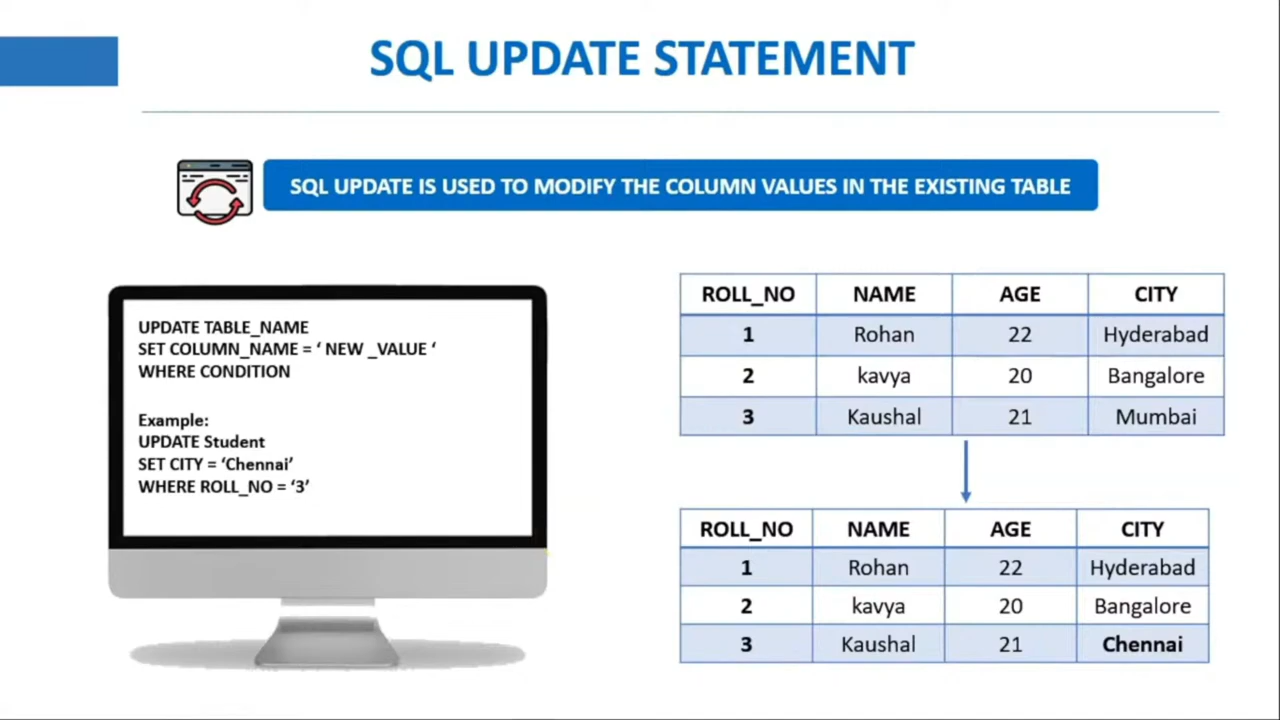 SQL UPDATE STATEMENT
SQL UPDATE IS USED TO MODIFY THE COLUMN VALUES IN THE EXISTING TABLE
UPDATE TABLE_NAME
SET COLUMN_NAME = ‘ NEW _VALUE ‘
WHERE CONDITION
Example:
UPDATE Student
SET CITY = ‘Chennai’
WHERE ROLL_NO = ‘3’
ROLL_NO NAME AGE CITY
1 Rohan 22 Hyderabad
2 kavya 20 Bangalore
3 Kaushal 21 Mumbai
ROLL_NO NAME AGE CITY
1 Rohan 22 Hyderabad
2 kavya 20 Bangalore
3 Kaushal 21 Chennai